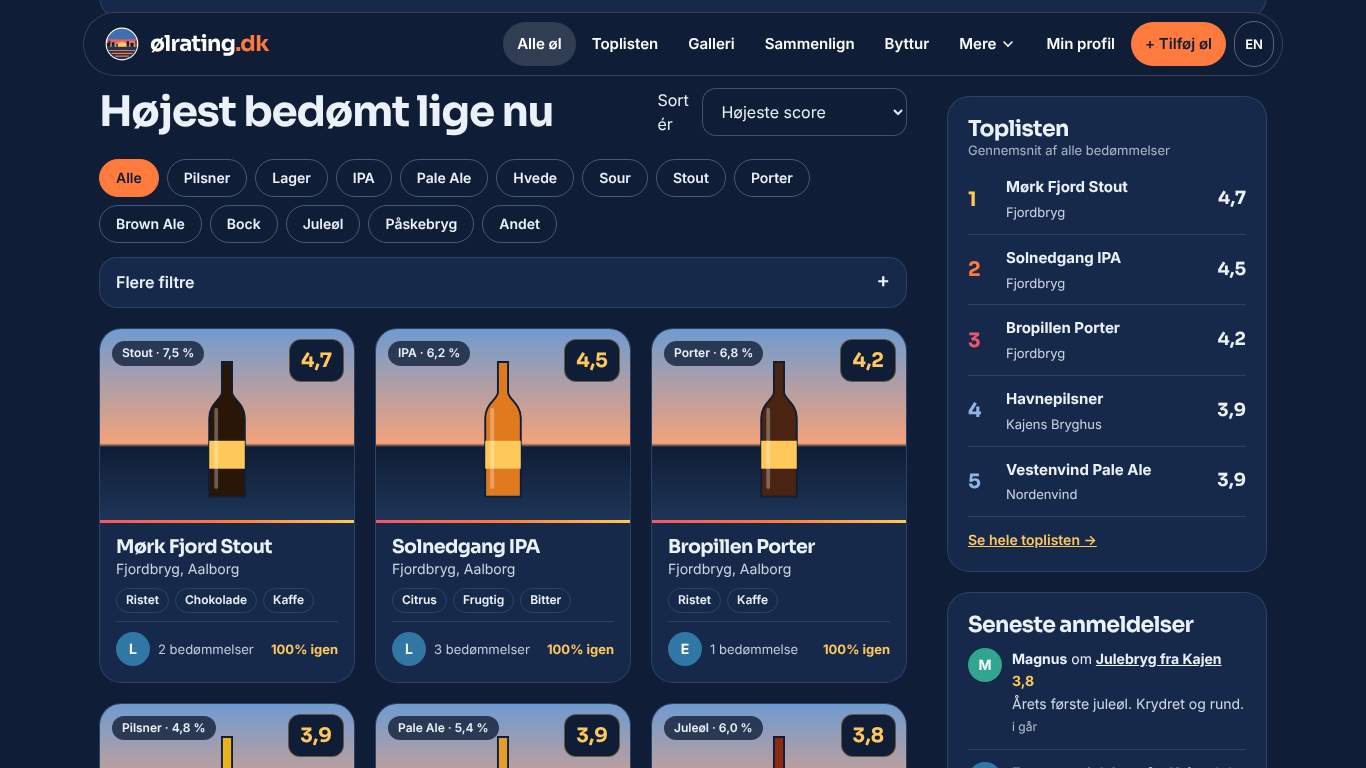 ølrating.dk
Alle øl
Toplisten
Galleri
Sammenlign
Byttur
Mere
Min profil
+ Tilføj øl
EN
Højest bedømt lige nu
Sort
ér
Højeste score
Alle
Pilsner
Lager
IPA
Pale Ale
Hvede
Sour
Stout
Porter
Brown Ale
Bock
Juleøl
Påskebryg
Andet
Flere filtre
+
Stout · 7,5 %
4,7
Mørk Fjord Stout
Fjordbryg, Aalborg
Ristet
Chokolade
Kaffe
L
2 bedømmelser
100% igen
IPA · 6,2 %
4,5
Solnedgang IPA
Fjordbryg, Aalborg
Citrus
Frugtig
Bitter
L
3 bedømmelser
100% igen
Porter · 6,8 %
4,2
Bropillen Porter
Fjordbryg, Aalborg
Ristet
Kaffe
E
1 bedømmelse
100% igen
Pilsner · 4,8 %
3,9
Pale Ale · 5,4 %
3,9
Juleøl · 6,0 %
3,8
Toplisten
Gennemsnit af alle bedømmelser
1
Mørk Fjord Stout
Fjordbryg
4,7
2
Solnedgang IPA
Fjordbryg
4,5
3
Bropillen Porter
Fjordbryg
4,2
4
Havnepilsner
Kajens Bryghus
3,9
5
Vestenvind Pale Ale
Nordenvind
3,9
Se hele toplisten →
Seneste anmeldelser
M
Magnus om Julebryg fra Kajen
3,8
Årets første juleøl. Krydret og rund.
i går